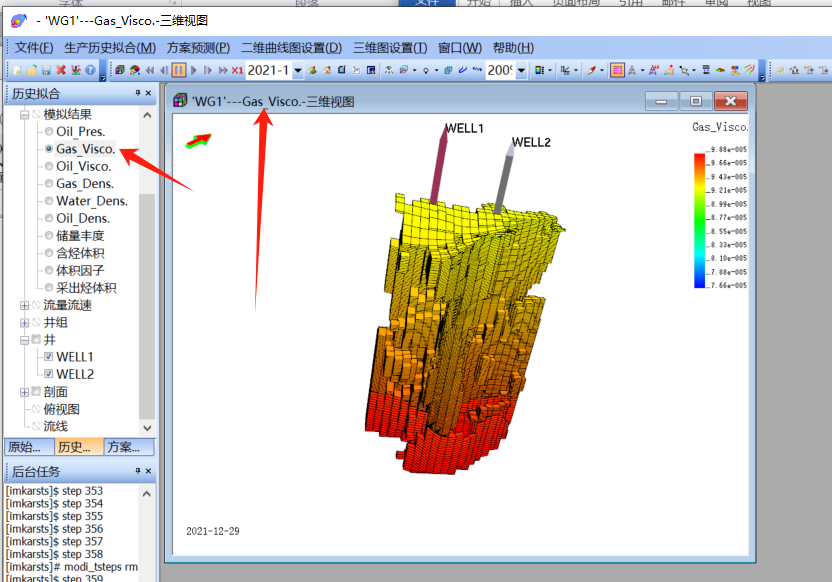 文件
- 'WG1'---Gas_Visco.-三维视图
文件(F) 生产历史拟合(M) 方案预测(P) 二维曲线图设置(D) 三维图设置(T) 窗口(W) 帮助(H)
×1 2021-1 200%
历史拟合
模拟结果
Oil_Pres.
Gas_Visco.
Oil_Visco.
Gas_Dens.
Water_Dens.
Oil_Dens.
储量丰度
含烃体积
体积因子
采出烃体积
流量流速
井组
井
WELL1
WELL2
剖面
俯视图
流线
原始... 历史... 方案...
后台任务
[imkarsts]$ step 353
[imkarsts]$ step 354
[imkarsts]$ step 355
[imkarsts]$ step 356
[imkarsts]$ step 357
[imkarsts]$ step 358
[imkarsts]# modi_tsteps rm
[imkarsts]$ step 359
'WG1'---Gas_Visco.-三维视图
WELL1
WELL2
Gas_Visco.
9.88e-005
9.66e-005
9.43e-005
9.21e-005
8.99e-005
8.77e-005
8.55e-005
8.33e-005
8.10e-005
7.88e-005
7.66e-005
2021-12-29